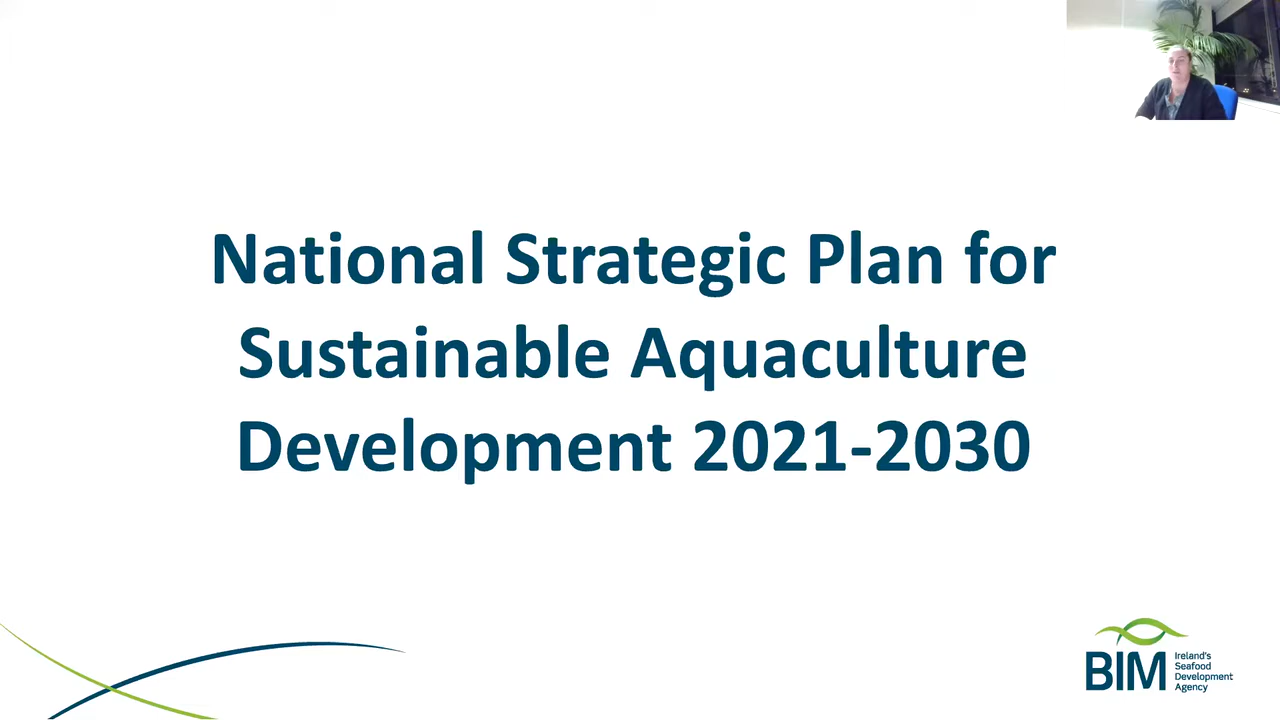 National Strategic Plan for
Sustainable Aquaculture
Development 2021-2030
BIM
Ireland's
Seafood
Development
Agency